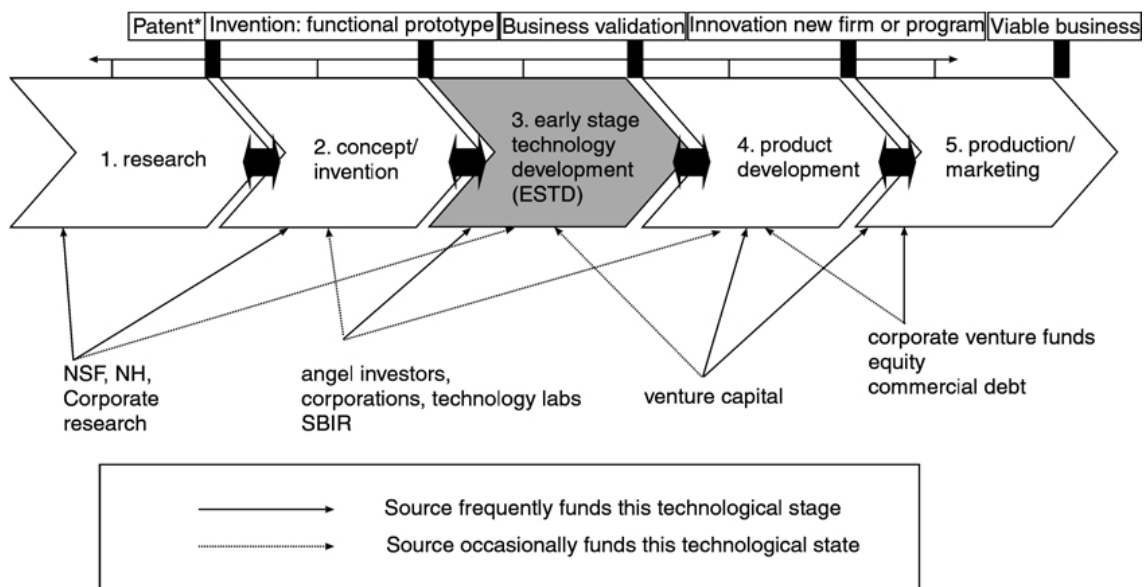 Patent*
Invention: functional prototype
Business validation
Innovation new firm or program
Viable business
1. research
2. concept/
invention
3. early stage
technology
development
(ESTD)
4. product
development
5. production/
marketing
NSF, NH,
Corporate
research
angel investors,
corporations, technology labs
SBIR
venture capital
corporate venture funds
equity
commercial debt
Source frequently funds this technological stage
Source occasionally funds this technological state